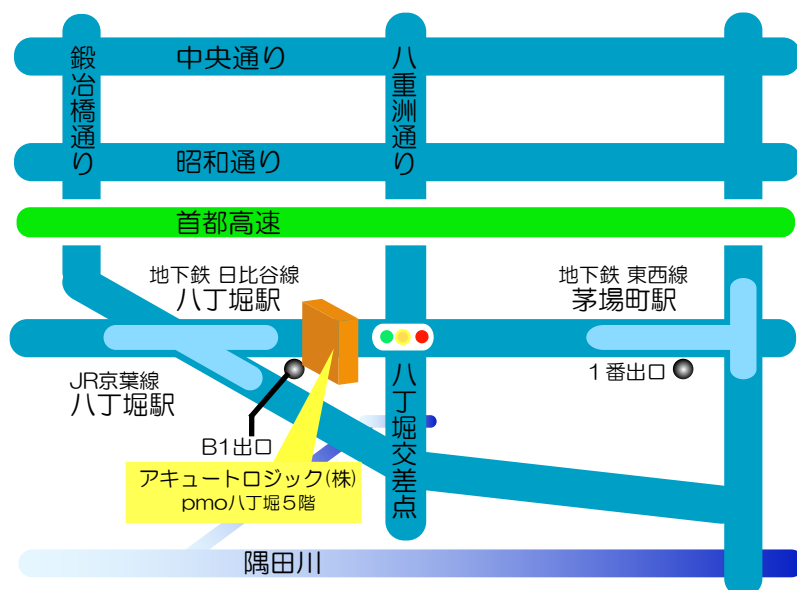 鍛冶橋通り
中央通り
八重洲通り
昭和通り
首都高速
地下鉄 日比谷線
八丁堀駅
地下鉄 東西線
茅場町駅
JR京葉線
八丁堀駅
B1出口
1番出口
八丁堀交差点
アキュートロジック(株)
pmo八丁堀5階
隅田川